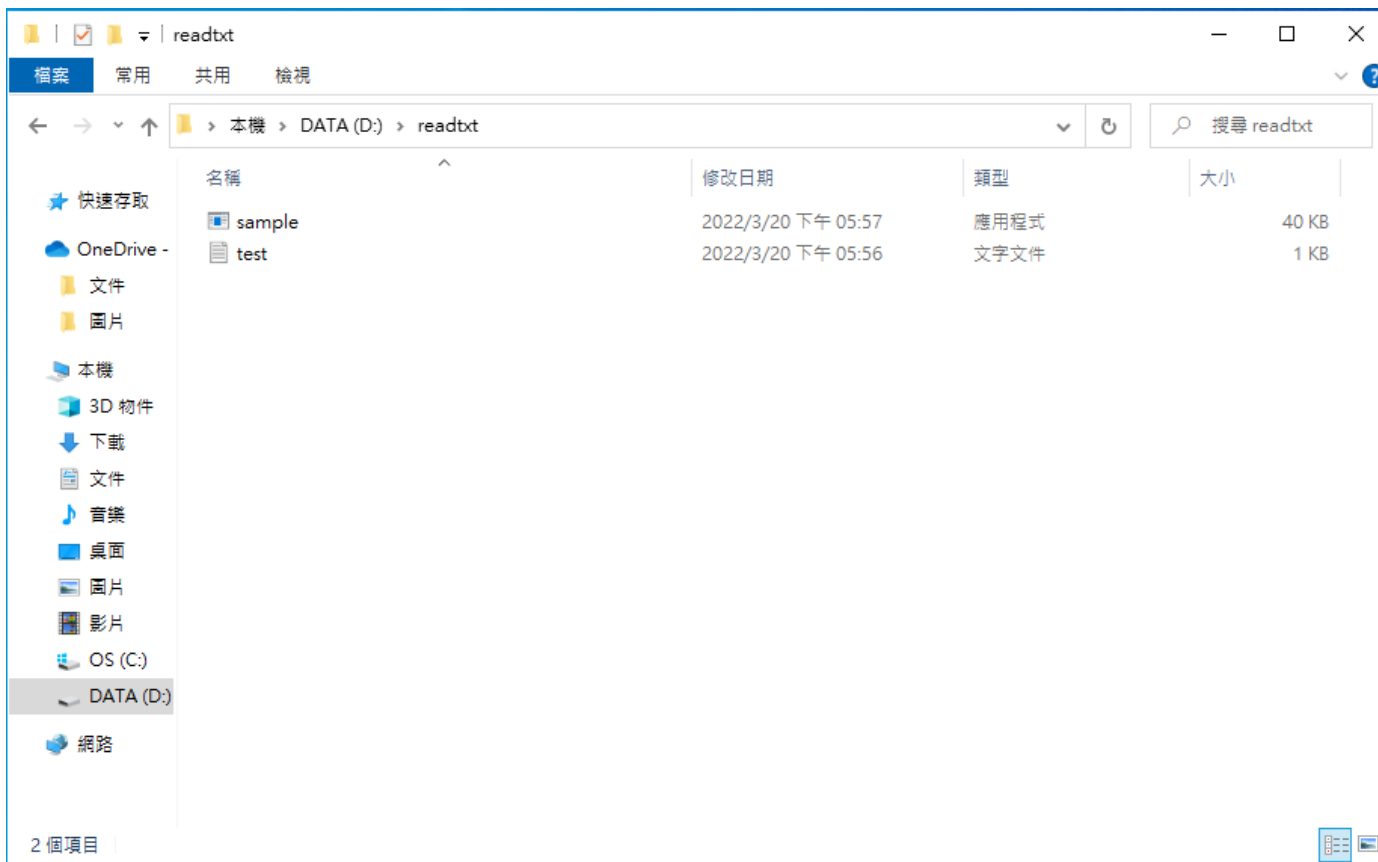 readtxt
檔案 常用 共用 檢視
本機 > DATA (D:) > readtxt 搜尋 readtxt
名稱 修改日期 類型 大小
sample 2022/3/20 下午 05:57 應用程式 40 KB
test 2022/3/20 下午 05:56 文字文件 1 KB
快速存取
OneDrive -
文件
圖片
本機
3D 物件
下載
文件
音樂
桌面
圖片
影片
OS (C:)
DATA (D:)
網路
2 個項目